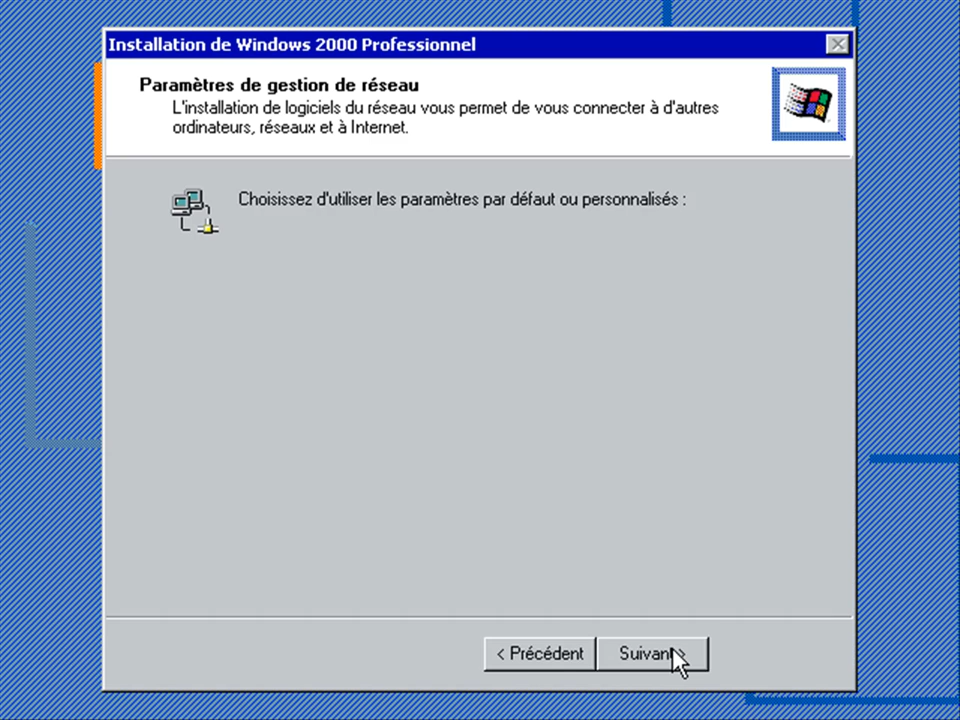 Installation de Windows 2000 Professionnel
Paramètres de gestion de réseau
L'installation de logiciels du réseau vous permet de vous connecter à d'autres
ordinateurs, réseaux et à Internet.
Choisissez d'utiliser les paramètres par défaut ou personnalisés :
< Précédent
Suivant >